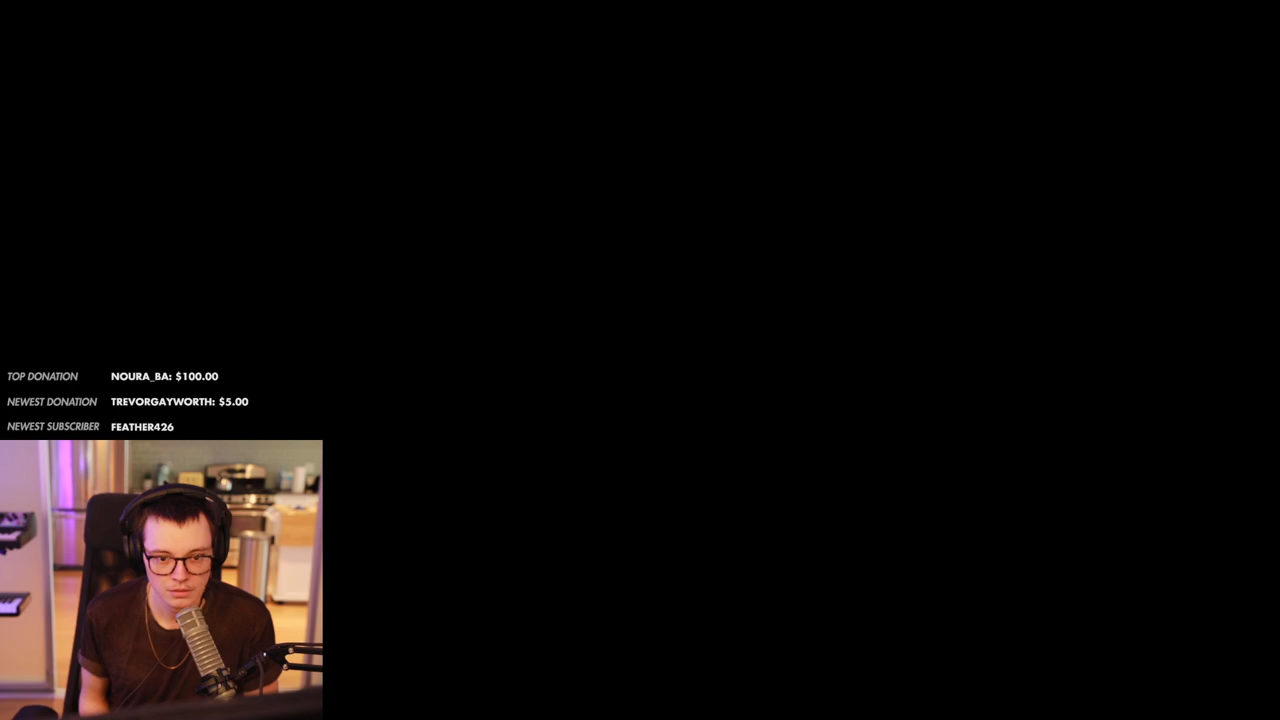 TOP DONATION NOURA_BA: $100.00
NEWEST DONATION TREVORGAYWORTH: $5.00
NEWEST SUBSCRIBER FEATHER426